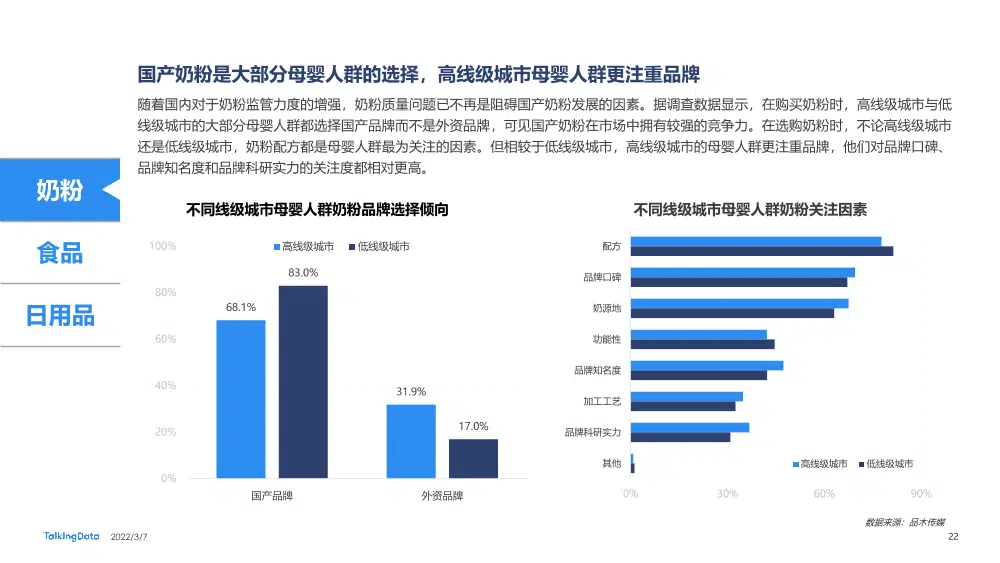 国产奶粉是大部分母婴人群的选择，高线级城市母婴人群更注重品牌
随着国内对于奶粉监管力度的增强，奶粉质量问题已不再是阻碍国产奶粉发展的因素。据调查数据显示，在购买奶粉时，高线级城市与低
线级城市的大部分母婴人群都选择国产品牌而不是外资品牌，可见国产奶粉在市场中拥有较强的竞争力。在选购奶粉时，不论高线级城市
还是低线级城市，奶粉配方都是母婴人群最为关注的因素。但相较于低线级城市，高线级城市的母婴人群更注重品牌，他们对品牌口碑、
品牌知名度和品牌科研实力的关注度都相对更高。
奶粉
食品
日用品
不同线级城市母婴人群奶粉品牌选择倾向
高线级城市 低线级城市
100%
80%
60%
40%
20%
0%
68.1%
83.0%
31.9%
17.0%
国产品牌 外资品牌
不同线级城市母婴人群奶粉关注因素
配方
品牌口碑
奶源地
功能性
品牌知名度
加工工艺
品牌科研实力
其他
高线级城市 低线级城市
0% 30% 60% 90%
数据来源：品木传媒
TalkingData 2022/3/7
22